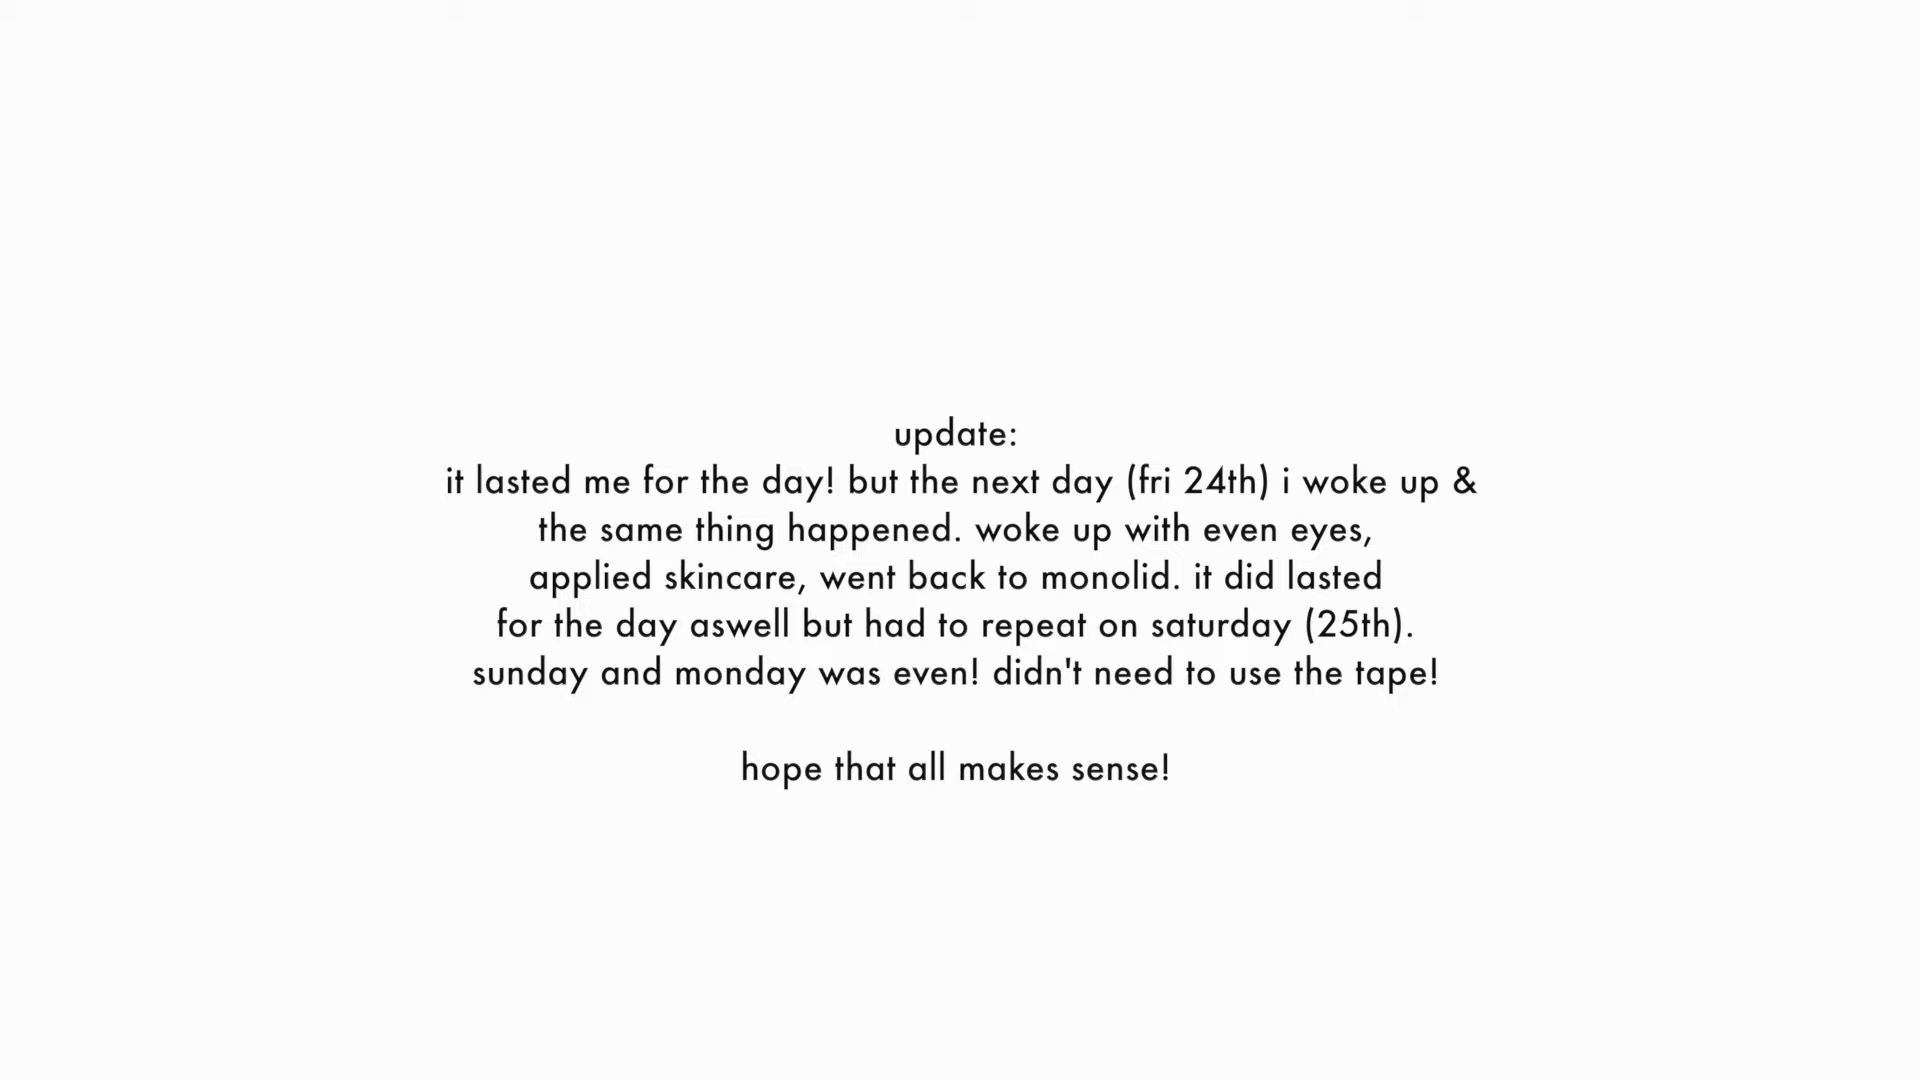 update:
it lasted me for the day! but the next day (fri 24th) i woke up &
the same thing happened. woke up with even eyes,
applied skincare, went back to monolid. it did lasted
for the day aswell but had to repeat on saturday (25th).
sunday and monday was even! didn't need to use the tape!
hope that all makes sense!